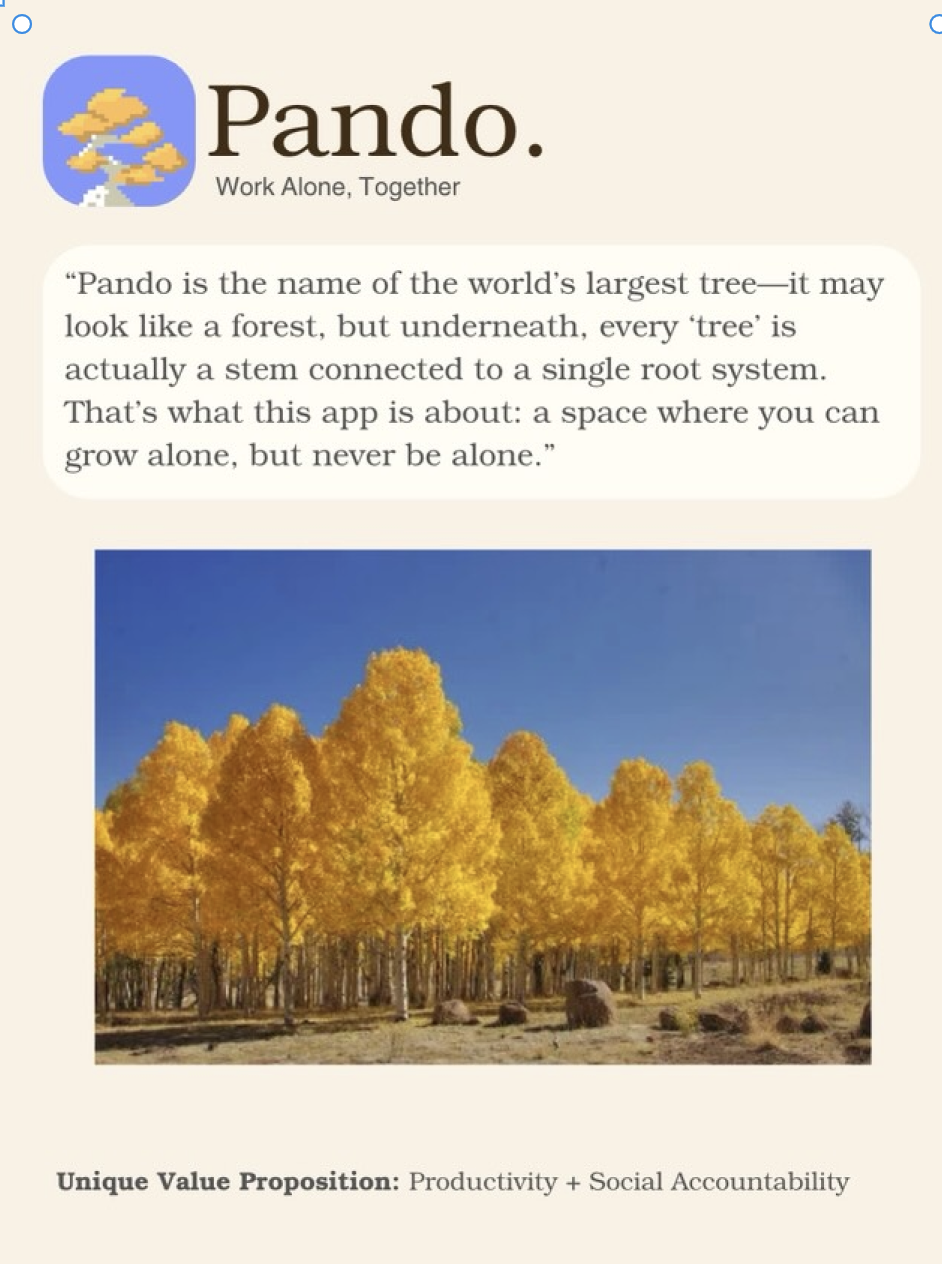 Pando.
Work Alone, Together
“Pando is the name of the world’s largest tree—it may
look like a forest, but underneath, every ‘tree’ is
actually a stem connected to a single root system.
That’s what this app is about: a space where you can
grow alone, but never be alone.”
Unique Value Proposition: Productivity + Social Accountability